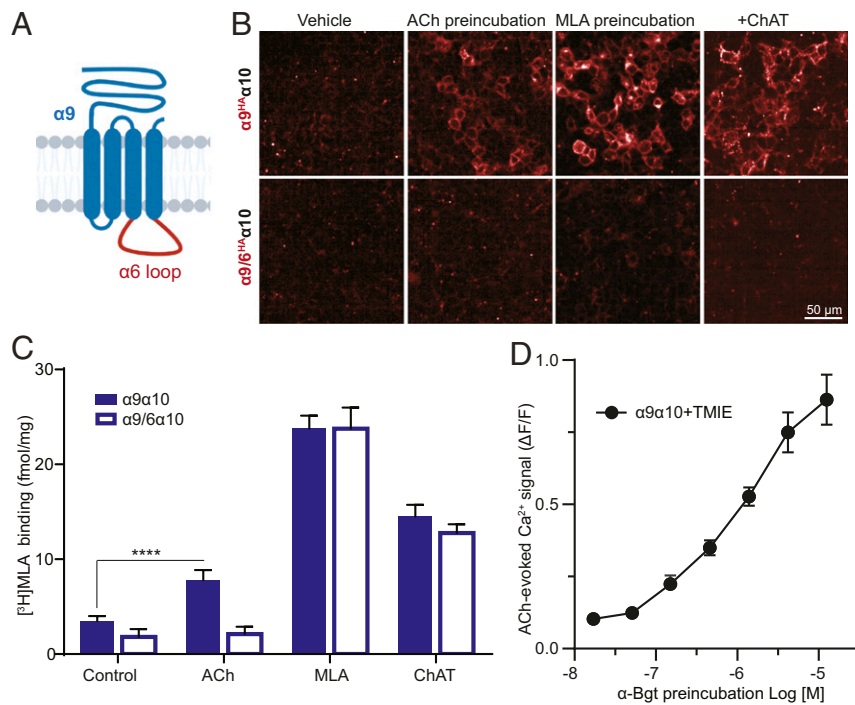 A
α9
α6 loop
B
Vehicle
ACh preincubation
MLA preincubation
+ChAT
α9ᴴᴬα10
α9/6ᴴᴬα10
50 µm
C
[³H]MLA binding (fmol/mg)
30
20
10
0
α9α10
α9/6α10
****
Control
ACh
MLA
ChAT
D
ACh-evoked Ca²⁺ signal (ΔF/F)
1.0
0.5
0.0
α9α10+TMIE
-8
-7
-6
-5
α-Bgt preincubation Log [M]